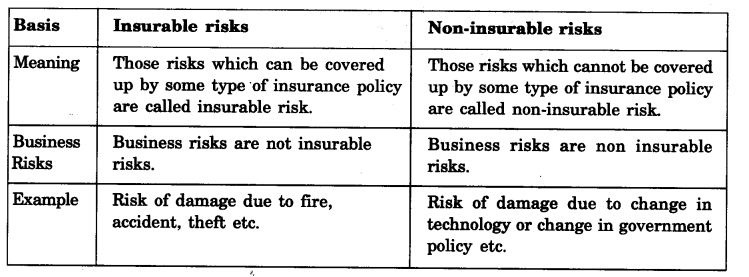 Basis Insurable risks Non-insurable risks
Meaning Those risks which can be covered
up by some type of insurance policy
are called insurable risk.
Those risks which cannot be covered
up by some type of insurance policy
are called non-insurable risk.
Business
Risks
Business risks are not insurable
risks.
Business risks are non insurable
risks.
Example Risk of damage due to fire,
accident, theft etc.
Risk of damage due to change in
technology or change in government
policy etc.